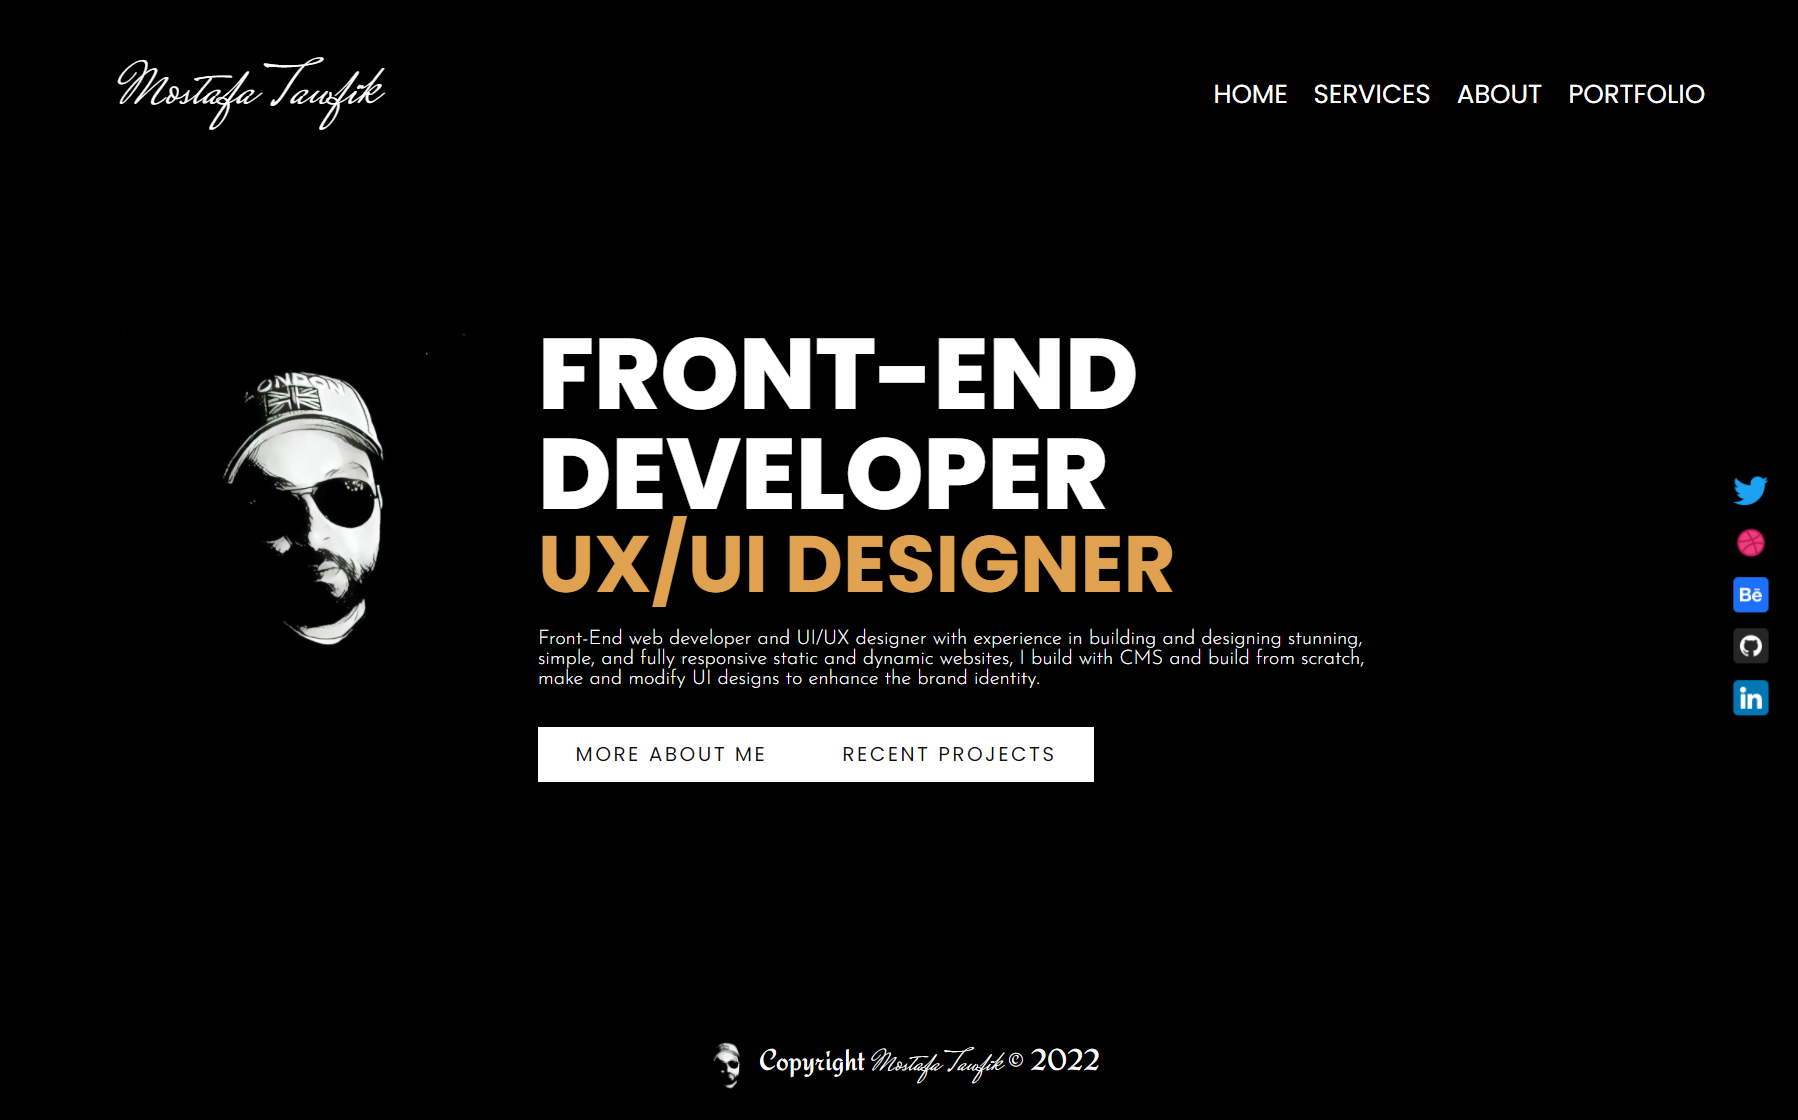 Mostafa Tawfik
HOME SERVICES ABOUT PORTFOLIO
LONDON
FRONT-END
DEVELOPER
UX/UI DESIGNER
Front-End web developer and UI/UX designer with experience in building and designing stunning,
simple, and fully responsive static and dynamic websites, I build with CMS and build from scratch,
make and modify UI designs to enhance the brand identity.
Bē
in
MORE ABOUT ME RECENT PROJECTS
Copyright Mostafa Tawfik © 2022